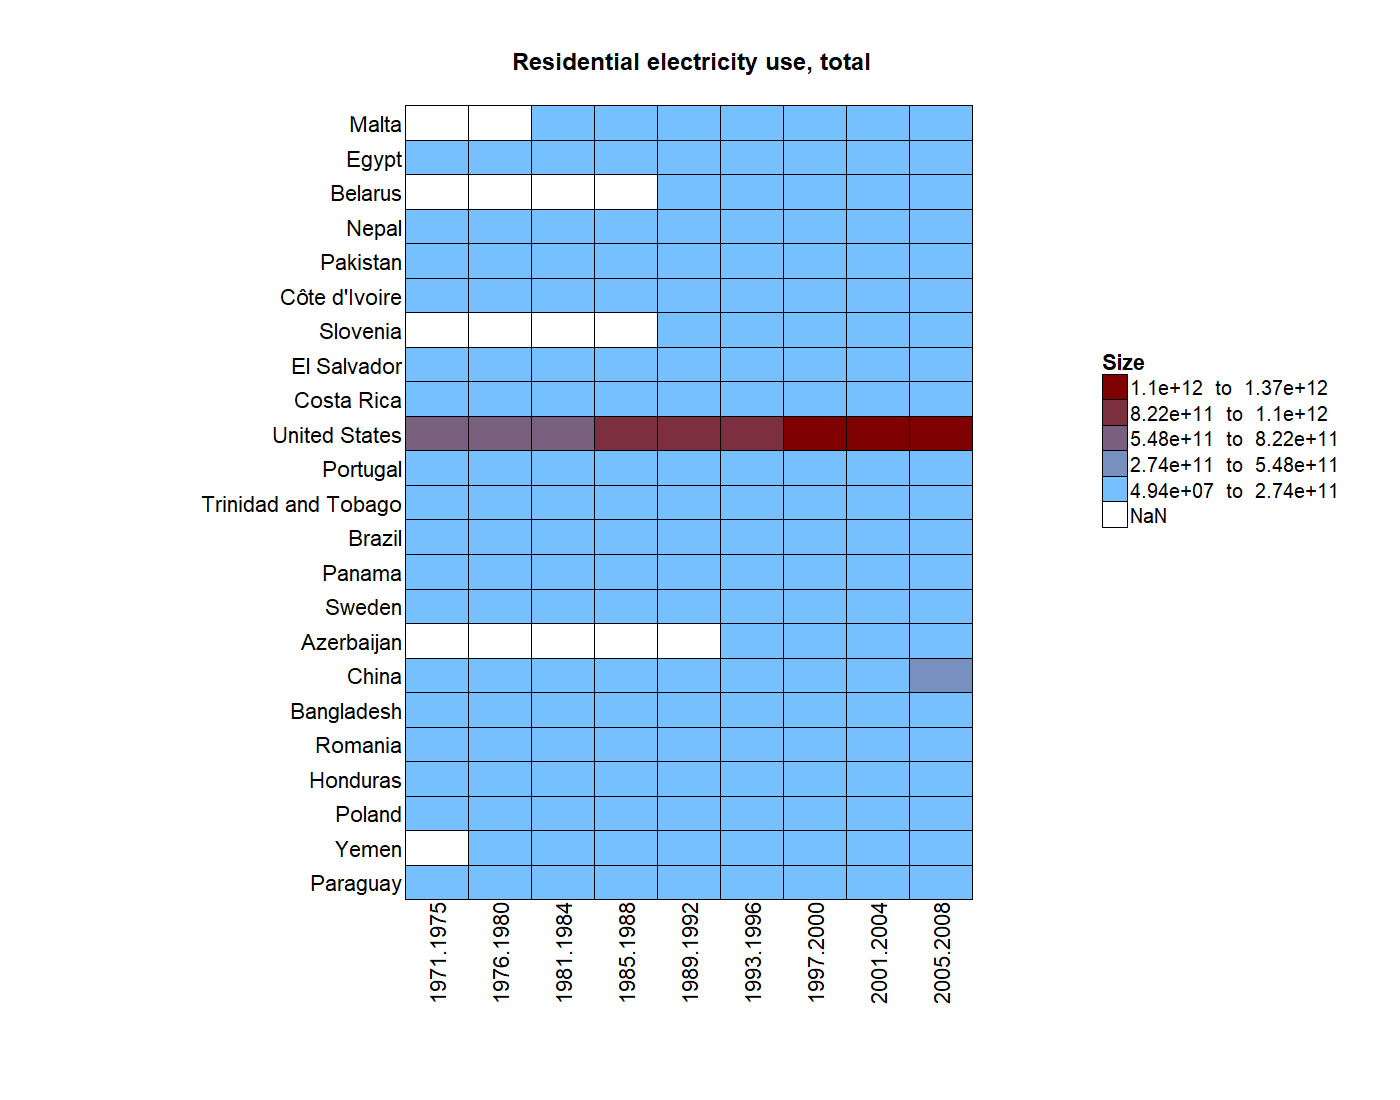 Residential electricity use, total
Malta
Egypt
Belarus
Nepal
Pakistan
Côte d'Ivoire
Slovenia
El Salvador
Costa Rica
United States
Portugal
Trinidad and Tobago
Brazil
Panama
Sweden
Azerbaijan
China
Bangladesh
Romania
Honduras
Poland
Yemen
Paraguay
1971.1975
1976.1980
1981.1984
1985.1988
1989.1992
1993.1996
1997.2000
2001.2004
2005.2008
Size
1.1e+12 to 1.37e+12
8.22e+11 to 1.1e+12
5.48e+11 to 8.22e+11
2.74e+11 to 5.48e+11
4.94e+07 to 2.74e+11
NaN